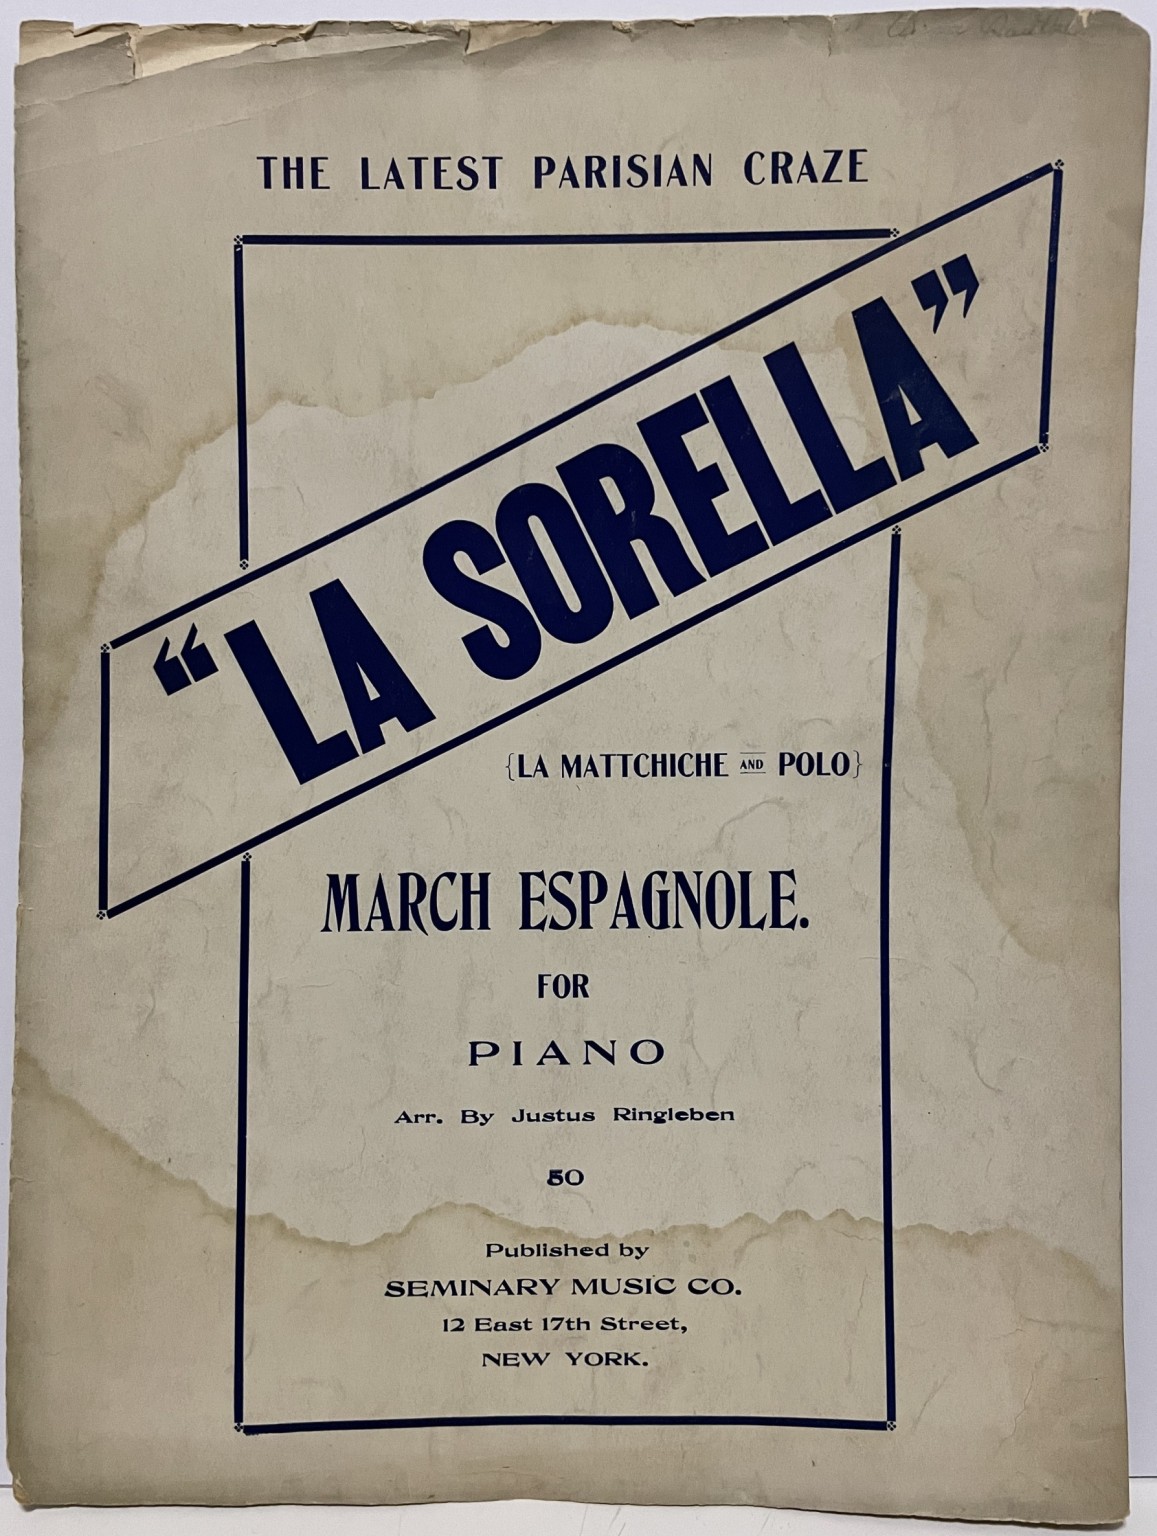 THE LATEST PARISIAN CRAZE
“LA SORELLA”
{LA MATTCHICHE AND POLO}
MARCH ESPAGNOLE.
FOR
PIANO
Arr. By Justus Ringleben
50
Published by
SEMINARY MUSIC CO.
12 East 17th Street,
NEW YORK.